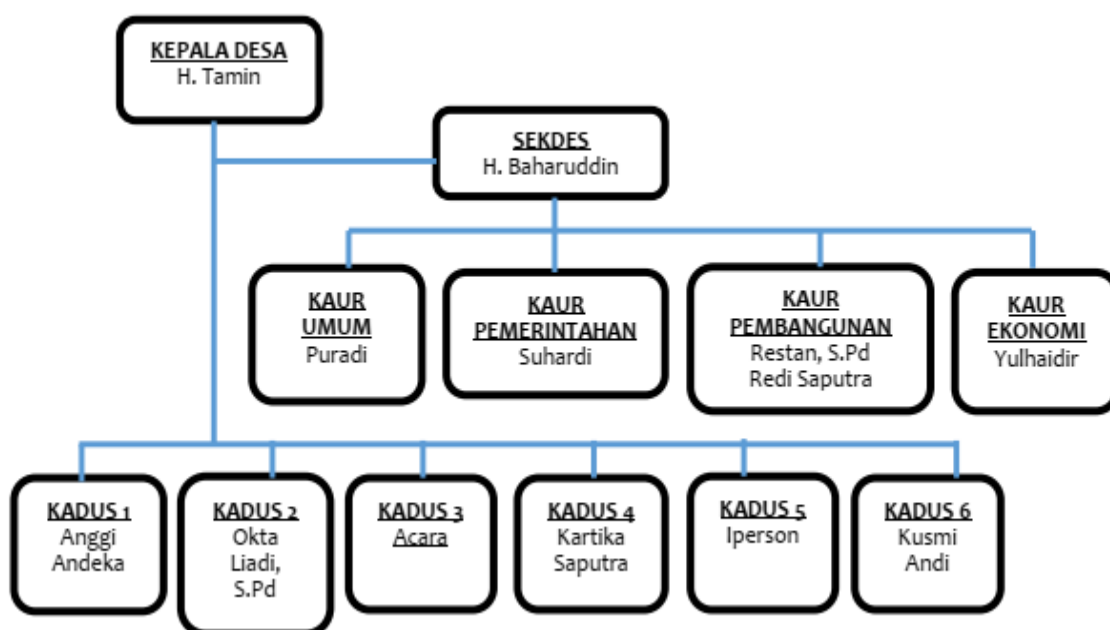 KEPALA DESA
H. Tamin
SEKDES
H. Baharuddin
KAUR
UMUM
Puradi
KAUR
PEMERINTAHAN
Suhardi
KAUR
PEMBANGUNAN
Restan, S.Pd
Redi Saputra
KAUR
EKONOMI
Yulhaidir
KADUS 1
Anggi
Andeka
KADUS 2
Okta
Liadi,
S.Pd
KADUS 3
Acara
KADUS 4
Kartika
Saputra
KADUS 5
Iperson
KADUS 6
Kusmi
Andi